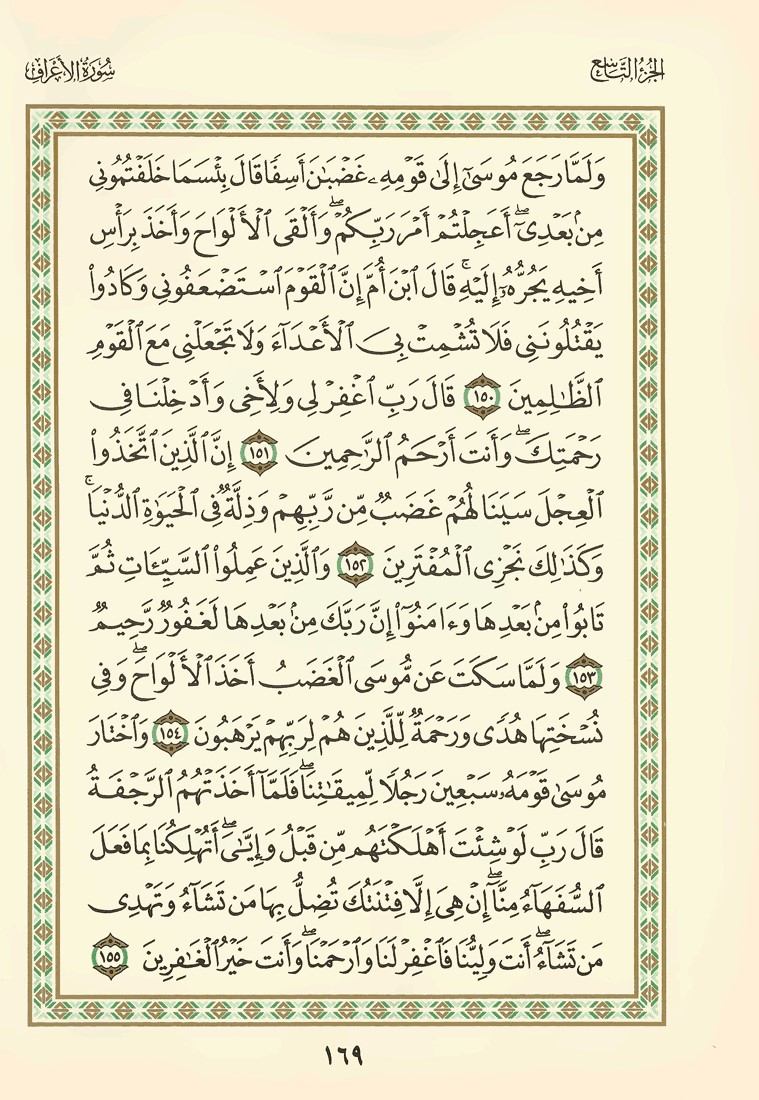 الجزء التاسع
سورة الأعراف
وَلَمَّا رَجَعَ مُوسَىٰٓ إِلَىٰ قَوْمِهِۦ غَضْبَٰنَ أَسِفٗا قَالَ بِئْسَمَا خَلَفْتُمُونِي
مِنۢ بَعْدِيٓۖ أَعَجِلْتُمْ أَمْرَ رَبِّكُمْۖ وَأَلْقَى ٱلْأَلْوَاحَ وَأَخَذَ بِرَأْسِ
أَخِيهِ يَجُرُّهُۥٓ إِلَيْهِۚ قَالَ ٱبْنَ أُمَّ إِنَّ ٱلْقَوْمَ ٱسْتَضْعَفُونِي وَكَادُوا۟
يَقْتُلُونَنِي فَلَا تُشْمِتْ بِيَ ٱلْأَعْدَآءَ وَلَا تَجْعَلْنِي مَعَ ٱلْقَوْمِ
ٱلظَّٰلِمِينَ ١٥٠ قَالَ رَبِّ ٱغْفِرْ لِي وَلِأَخِي وَأَدْخِلْنَا فِي
رَحْمَتِكَۖ وَأَنتَ أَرْحَمُ ٱلرَّٰحِمِينَ ١٥١ إِنَّ ٱلَّذِينَ ٱتَّخَذُوا۟
ٱلْعِجْلَ سَيَنَالُهُمْ غَضَبٞ مِّن رَّبِّهِمْ وَذِلَّةٞ فِي ٱلْحَيَوٰةِ ٱلدُّنْيَاۚ
وَكَذَٰلِكَ نَجْزِي ٱلْمُفْتَرِينَ ١٥٢ وَٱلَّذِينَ عَمِلُوا۟ ٱلسَّيِّـَٔاتِ ثُمَّ
تَابُوا۟ مِنۢ بَعْدِهَا وَءَامَنُوٓا۟ إِنَّ رَبَّكَ مِنۢ بَعْدِهَا لَغَفُورٞ رَّحِيمٞ
١٥٣ وَلَمَّا سَكَتَ عَن مُّوسَى ٱلْغَضَبُ أَخَذَ ٱلْأَلْوَاحَۖ وَفِي
نُسْخَتِهَا هُدٗى وَرَحْمَةٞ لِّلَّذِينَ هُمْ لِرَبِّهِمْ يَرْهَبُونَ ١٥٤ وَٱخْتَارَ
مُوسَىٰ قَوْمَهُۥ سَبْعِينَ رَجُلٗا لِّمِيقَٰتِنَاۖ فَلَمَّآ أَخَذَتْهُمُ ٱلرَّجْفَةُ
قَالَ رَبِّ لَوْ شِئْتَ أَهْلَكْتَهُم مِّن قَبْلُ وَإِيَّٰيَۖ أَتُهْلِكُنَا بِمَا فَعَلَ
ٱلسُّفَهَآءُ مِنَّآۖ إِنْ هِيَ إِلَّا فِتْنَتُكَ تُضِلُّ بِهَا مَن تَشَآءُ وَتَهْدِي
مَن تَشَآءُۖ أَنتَ وَلِيُّنَا فَٱغْفِرْ لَنَا وَٱرْحَمْنَاۖ وَأَنتَ خَيْرُ ٱلْغَٰفِرِينَ ١٥٥
١٦٩